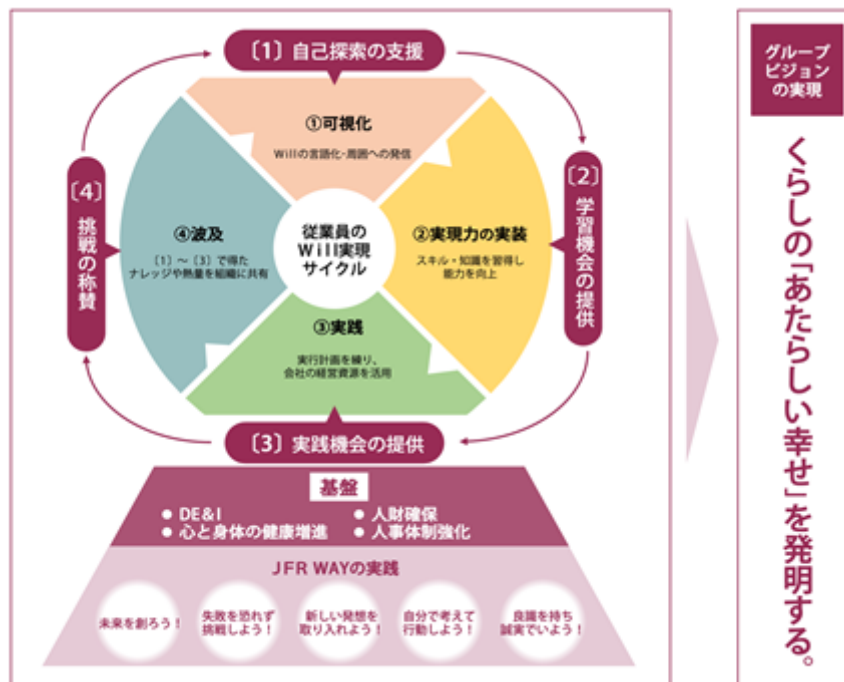 〔1〕自己探索の支援
①可視化
Willの言語化・周囲への発信
〔2〕学習機会の提供
②実現力の実装
スキル・知識を習得し
能力を向上
従業員の
Will実現
サイクル
③実践
実行計画を練り、
会社の経営資源を活用
〔3〕実践機会の提供
④波及
〔1〕～〔3〕で得た
ナレッジや熱量を組織に共有
〔4〕挑戦の称賛
基盤
● DE&I
● 人財確保
● 心と身体の健康増進
● 人事体制強化
JFR WAYの実践
未来を創ろう！
失敗を恐れず
挑戦しよう！
新しい発想を
取り入れよう！
自分で考えて
行動しよう！
良識を持ち
誠実でいよう！
グループ
ビジョン
の実現
くらしの「あたらしい幸せ」を発明する。